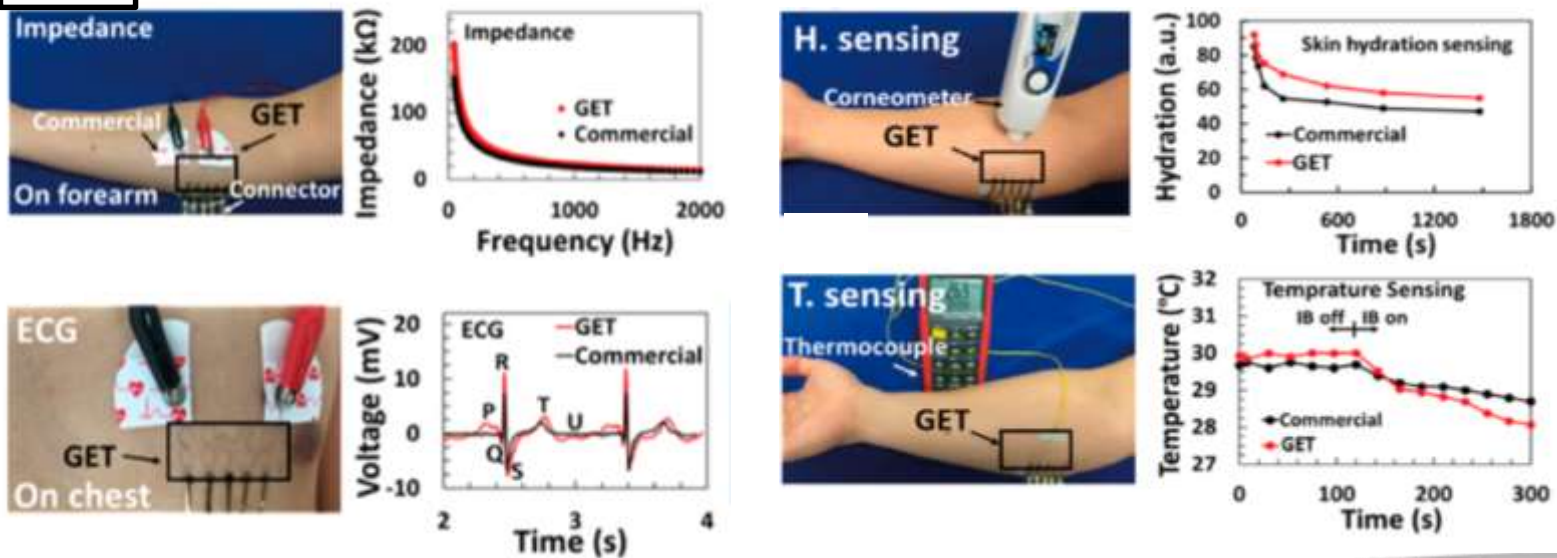 Impedance
Commercial
GET
On forearm
Connector
Impedance (kΩ)
200
100
0
Impedance
GET
Commercial
0
1000
2000
Frequency (Hz)
H. sensing
Corneometer
GET
Hydration (a.u.)
100
80
60
40
20
0
Skin hydration sensing
Commercial
GET
0
600
1200
1800
Time (s)
ECG
GET
On chest
Voltage (mV)
20
10
0
-10
ECG
GET
Commercial
R
P
Q
S
T
U
2
3
4
Time (s)
T. sensing
Thermocouple
GET
Temperature (°C)
32
31
30
29
28
27
Temprature Sensing
IB off
IB on
Commercial
GET
0
100
200
300
Time (s)